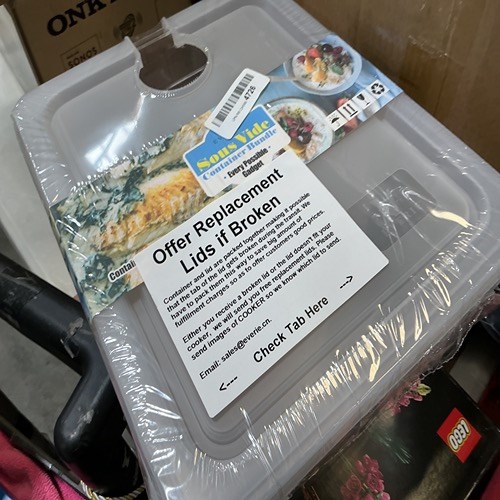 ONK
SONOS
4726
Sous Vide
Container Bundle
- Every Possible -
Gadget
Contai
Offer Replacement
Lids if Broken
Container and lid are packed together making it possible
that the tab of the lid gets broken during the transit. We
have to pack them this way to save big amount of
fulfillment charges so as to offer customers good prices.
Either you receive a broken lid or the lid doesn't fit your
cooker, we will send you free replacement lids. Please
send images of COOKER so we know which lid to send.
Email: sales@everie.cn.
Check Tab Here
<--- --->
LEGO